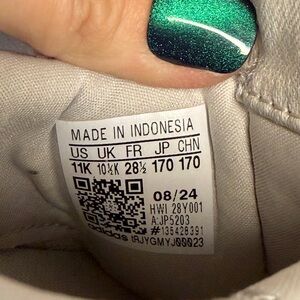 MADE IN INDONESIA
US UK FR JP CHN
11K 10½K 28½ 170 170
08/24
HWI 28Y001
A:JP5203
#135428391
adidas IRJYGMYJ00023